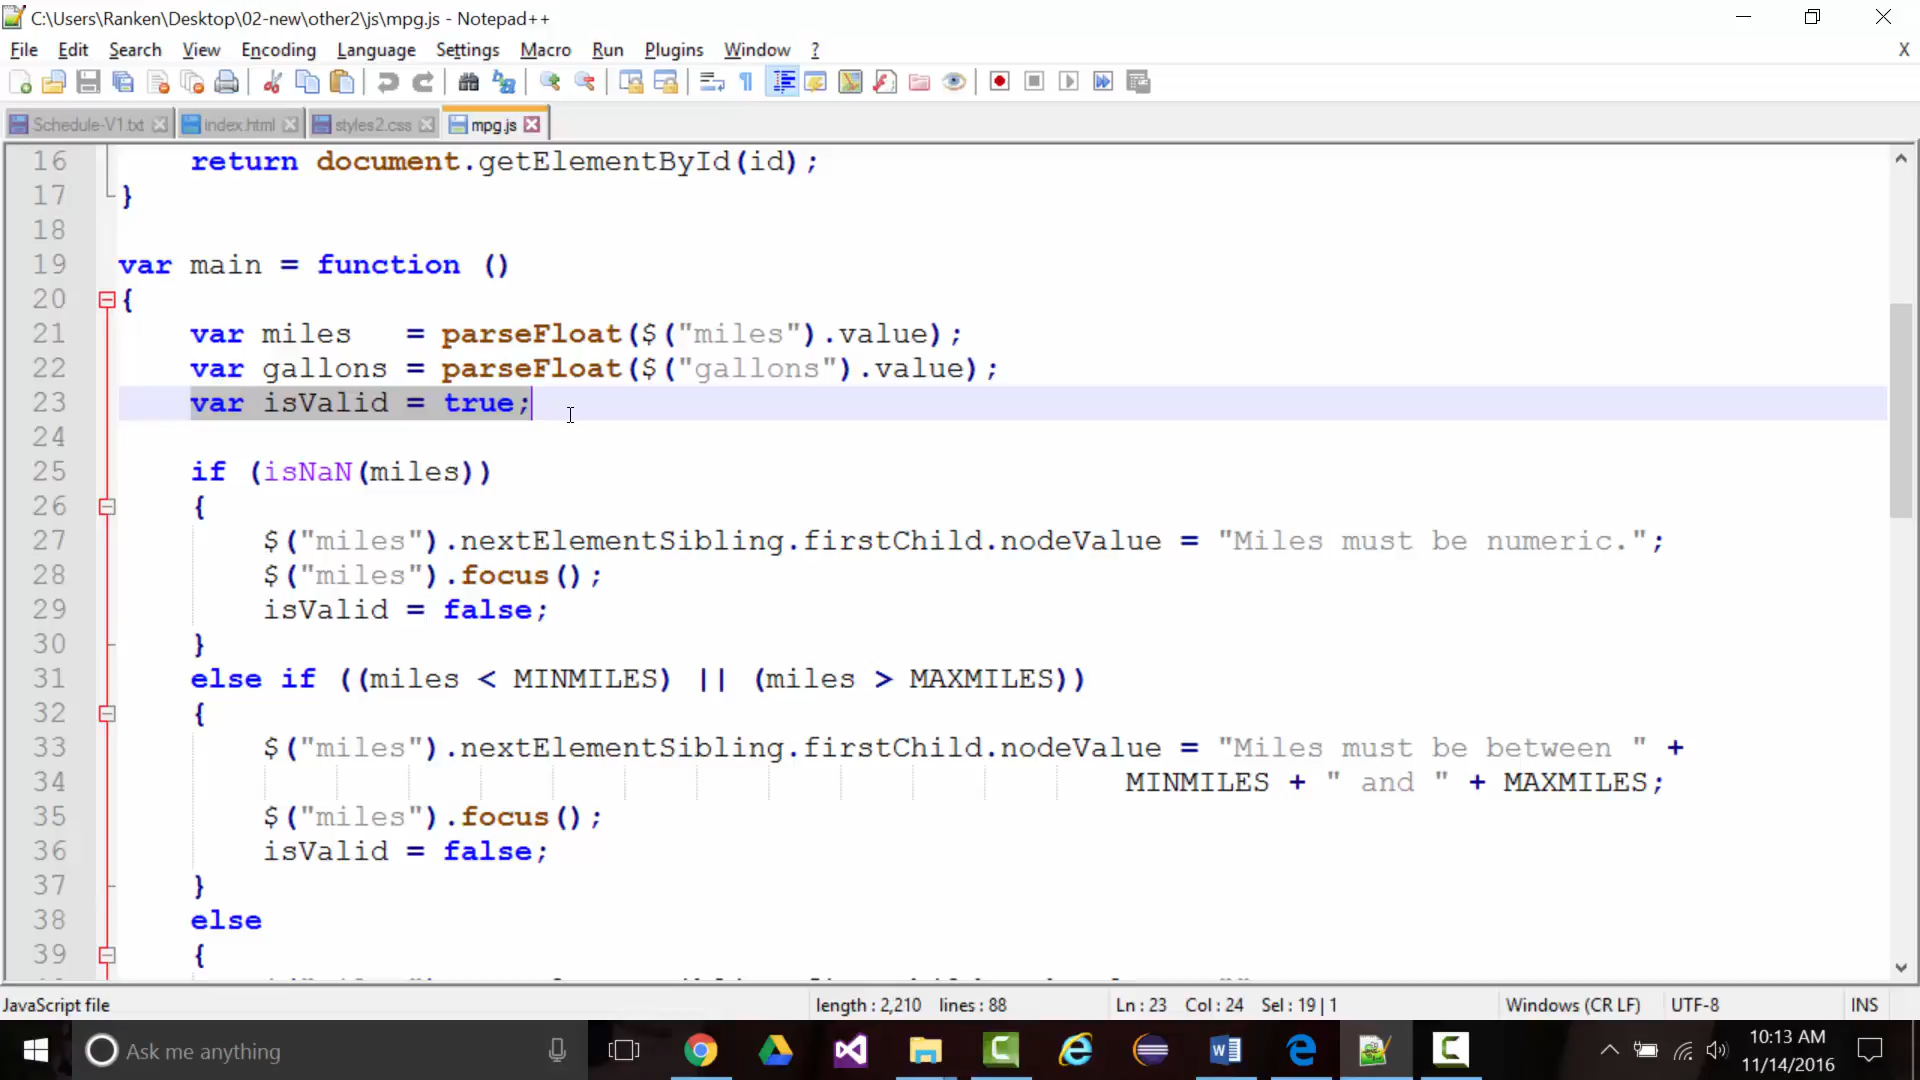 C:\Users\Ranken\Desktop\02-new\other2\js\mpg.js - Notepad++
File Edit Search View Encoding Language Settings Macro Run Plugins Window ? X
Schedule-V1.txt index.html styles2.css mpg.js
16 return document.getElementById(id);
17 }
18
19 var main = function ()
20 {
21 var miles   = parseFloat($("miles").value);
22 var gallons = parseFloat($("gallons").value);
23 var isValid = true;
24
25 if (isNaN(miles))
26 {
27 $("miles").nextElementSibling.firstChild.nodeValue = "Miles must be numeric.";
28 $("miles").focus();
29 isValid = false;
30 }
31 else if ((miles < MINMILES) || (miles > MAXMILES))
32 {
33 $("miles").nextElementSibling.firstChild.nodeValue = "Miles must be between " +
34 MINMILES + " and " + MAXMILES;
35 $("miles").focus();
36 isValid = false;
37 }
38 else
39 {
JavaScript file length : 2,210 lines : 88 Ln : 23 Col : 24 Sel : 19 | 1 Windows (CR LF) UTF-8 INS
Ask me anything
10:13 AM
11/14/2016